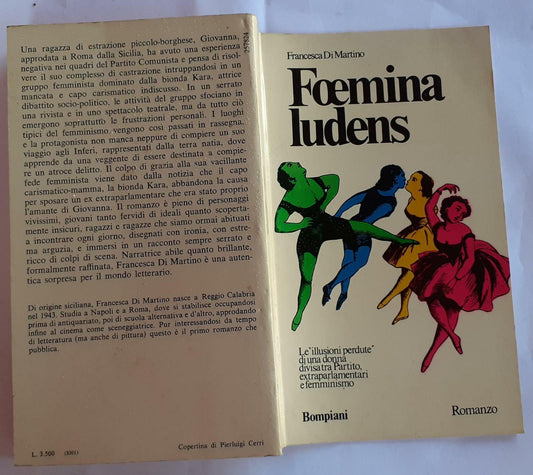 Una ragazza di estrazione piccolo-borghese, Giovanna,
approdata a Roma dalla Sicilia, ha avuto una esperienza
negativa nei quadri del Partito Comunista e pensa di risol-
vere il suo complesso di castrazione intruppandosi in un
gruppo femminista dominato dalla bionda Kara, attrice
mancata e capo carismatico indiscusso. In un serrato
dibattito socio-politico, le attività del gruppo sfociano in
una rivista e in uno spettacolo teatrale, ma da tutto ciò
emergono soprattutto le frustrazioni personali. I luoghi
tipici del femminismo, vengono così passati in rassegna,
e la protagonista non manca neppure di compiere un suo
viaggio agli Inferi, rappresentati dalla terra natia, dove
apprende da una veggente di essere destinata a compie-
re un atroce delitto. Il colpo di grazia alla sua vacillante
fede femminista viene dato dalla notizia che il capo
carismatico-mamma, la bionda Kara, abbandona la causa
per sposare un ex extraparlamentare che era stato proprio
l'amante di Giovanna. Il romanzo è pieno di personaggi
vivissimi, giovani tanto fervidi di ideali quanto scoperta-
mente insicuri, ragazzi e ragazze che siamo ormai abituati
a incontrare ogni giorno, disegnati con ironia, con estre-
ma arguzia, e immersi in un racconto sempre serrato e
ricco di colpi di scena. Narratrice abile quanto brillante,
formalmente raffinata, Francesca Di Martino è una auten-
tica sorpresa per il mondo letterario.
Di origine siciliana, Francesca Di Martino nasce a Reggio Calabria
nel 1943. Studia a Napoli e a Roma, dove si stabilisce occupandosi
prima di antiquariato, poi di scuola alternativa e d'altro, approdando
infine al cinema come sceneggiatrice. Pur interessandosi da tempo
di letteratura (ma anche di pittura) questo è il primo romanzo che
pubblica.
L. 3.500 (3301)
Copertina di Pierluigi Cerri
257824
Francesca Di Martino
Fœmina
ludens
Le "illusioni perdute"
di una donna
divisa tra Partito,
extraparlamentari
e femminismo
Bompiani
Romanzo